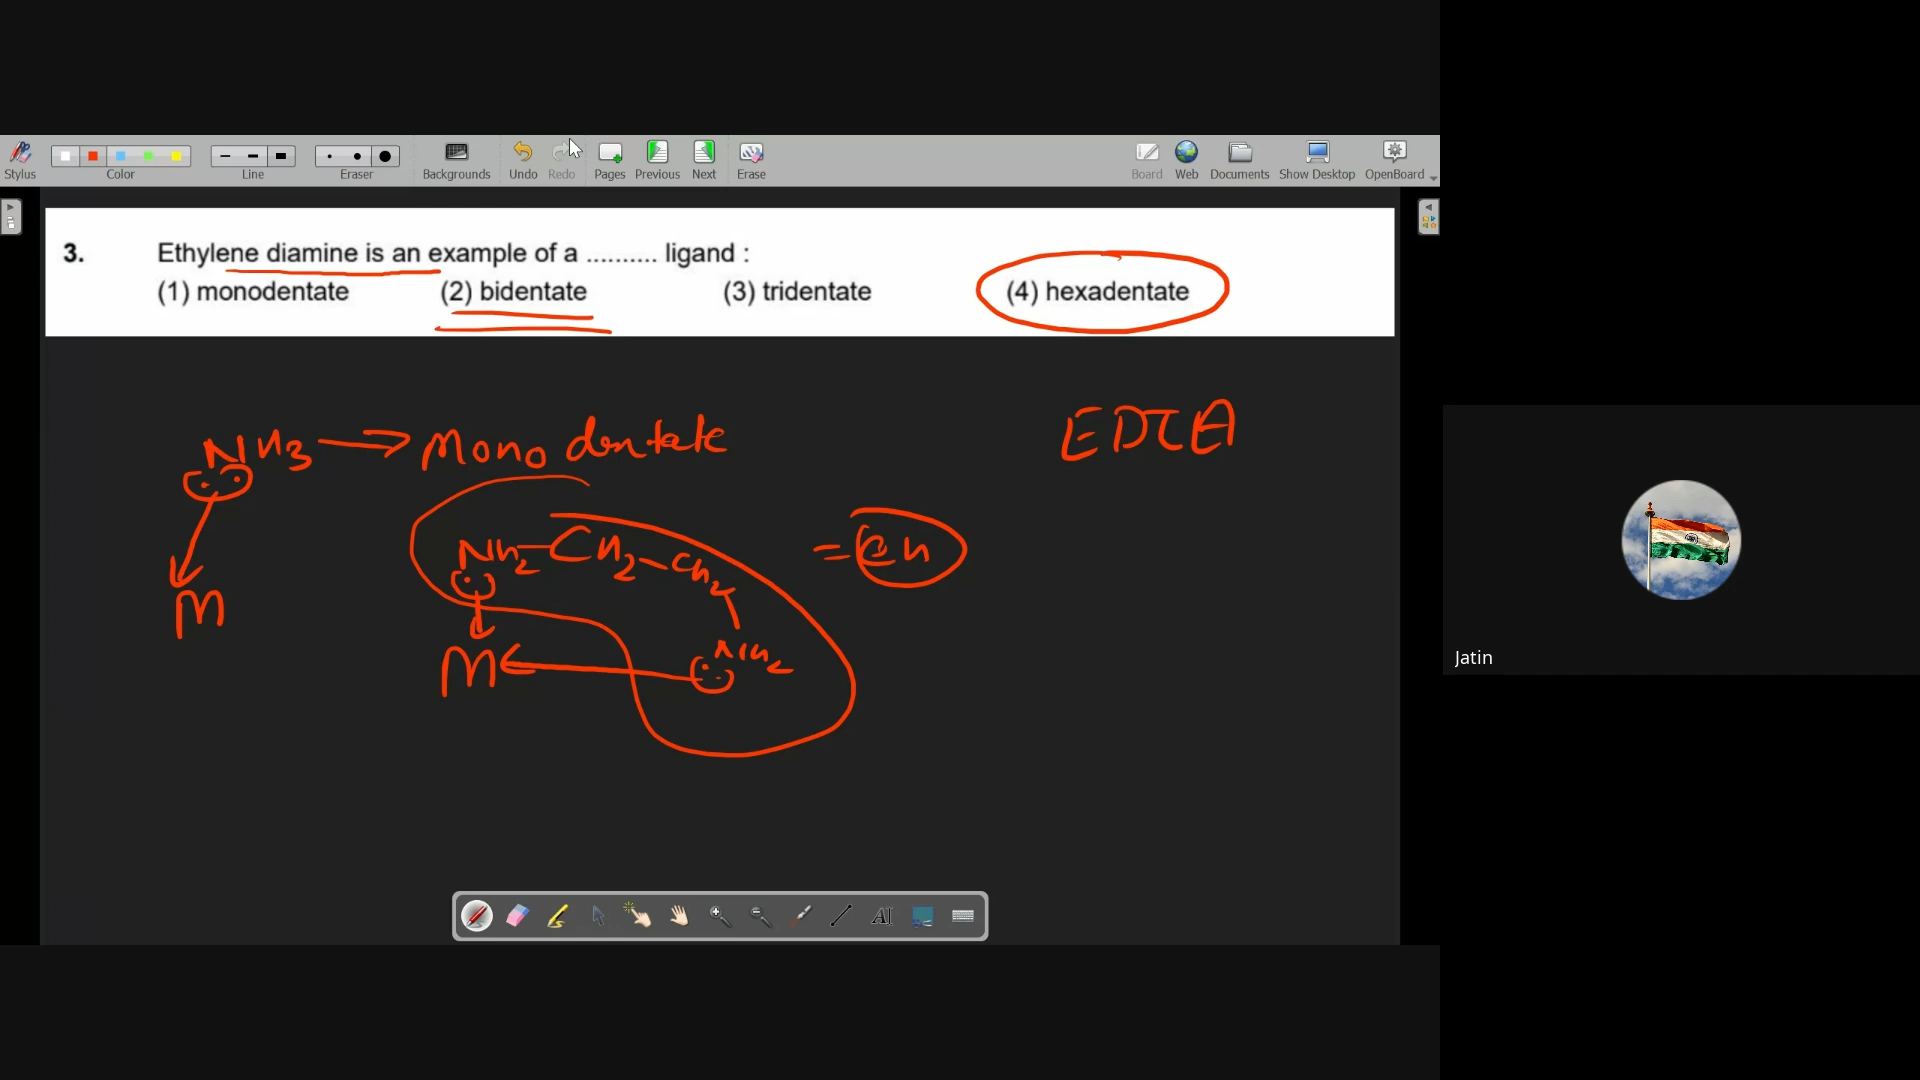 Stylus
Color
Line
Eraser
Backgrounds
Undo
Redo
Pages
Previous
Next
Erase
Board
Web
Documents
Show Desktop
OpenBoard
3. Ethylene diamine is an example of a .......... ligand :
(1) monodentate (2) bidentate (3) tridentate (4) hexadentate
NH3 → Monodentate
EDTA
M
NH2-CH2-CH2 = en
NH2
M
Jatin